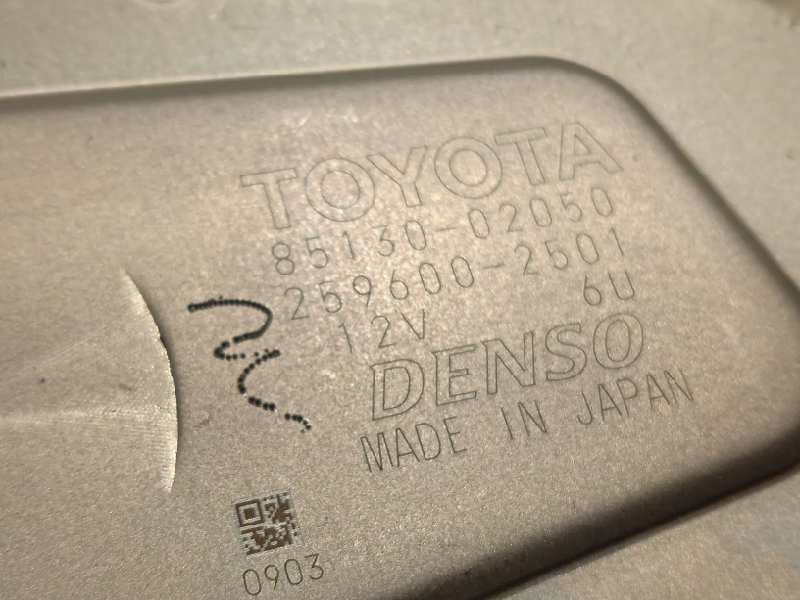 TOYOTA
85130-02050
259600-2501
12V 6U
DENSO
MADE IN JAPAN
0903